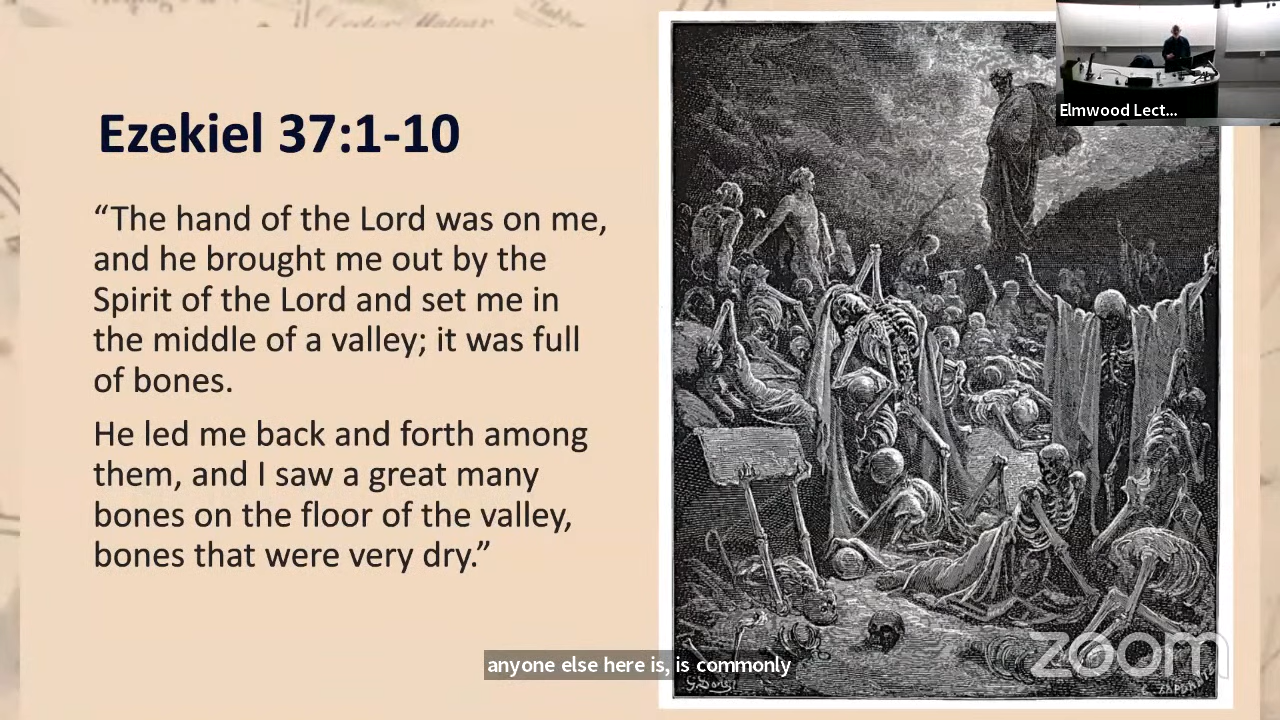 Ezekiel 37:1-10
“The hand of the Lord was on me,
and he brought me out by the
Spirit of the Lord and set me in
the middle of a valley; it was full
of bones.
He led me back and forth among
them, and I saw a great many
bones on the floor of the valley,
bones that were very dry.”
Elmwood Lect...
anyone else here is, is commonly
zoom